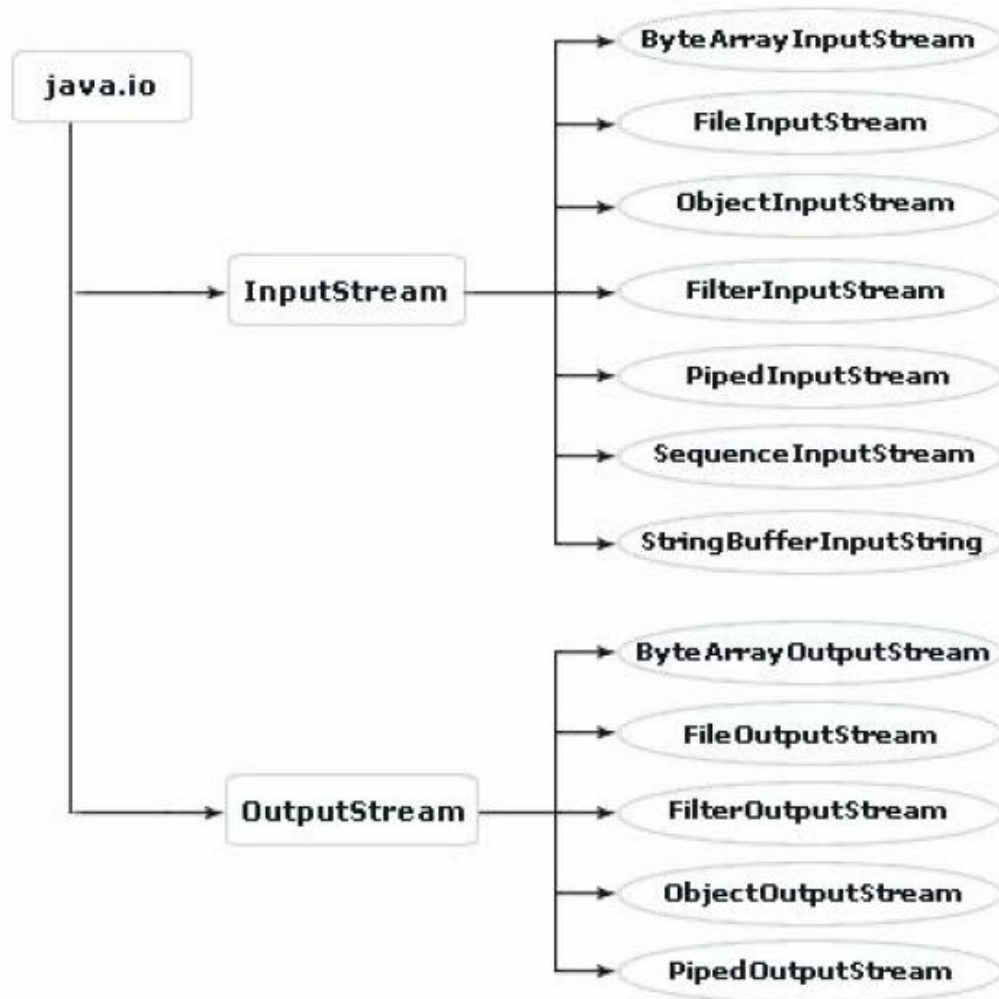 java.io
InputStream
ByteArrayInputStream
FileInputStream
ObjectInputStream
FilterInputStream
PipedInputStream
SequenceInputStream
StringBufferInputString
OutputStream
ByteArrayOutputStream
FileOutputStream
FilterOutputStream
ObjectOutputStream
PipedOutputStream